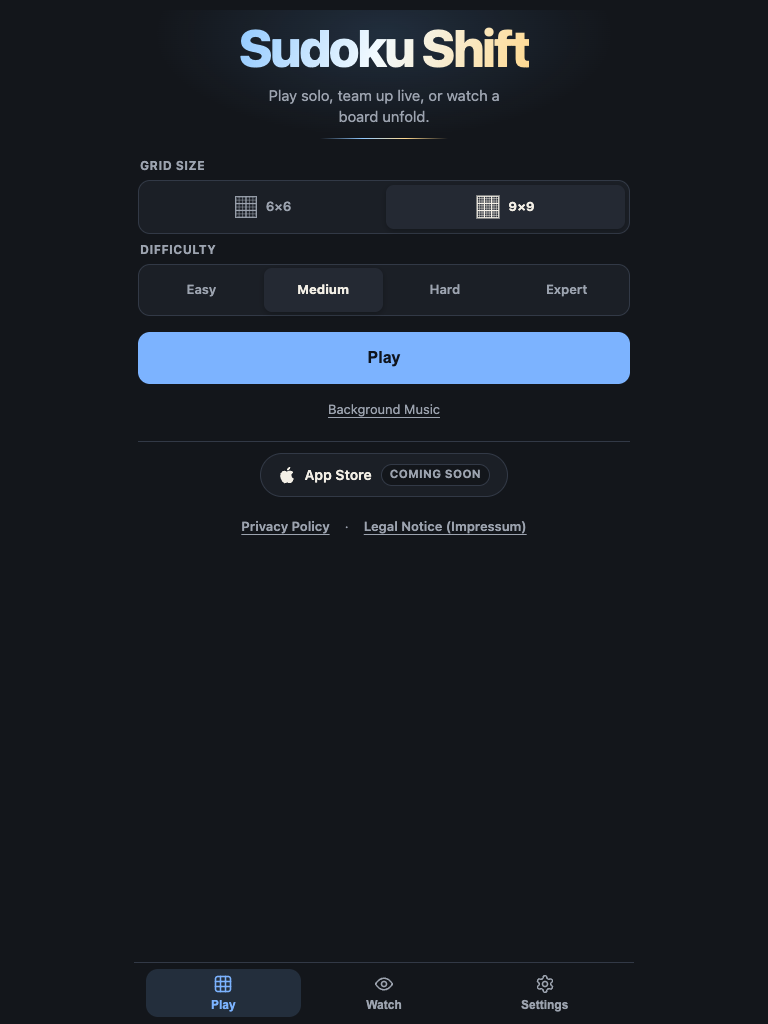 Sudoku Shift
Play solo, team up live, or watch a
board unfold.
GRID SIZE
6×6 9×9
DIFFICULTY
Easy Medium Hard Expert
Play
Background Music
App Store COMING SOON
Privacy Policy · Legal Notice (Impressum)
Play Watch Settings